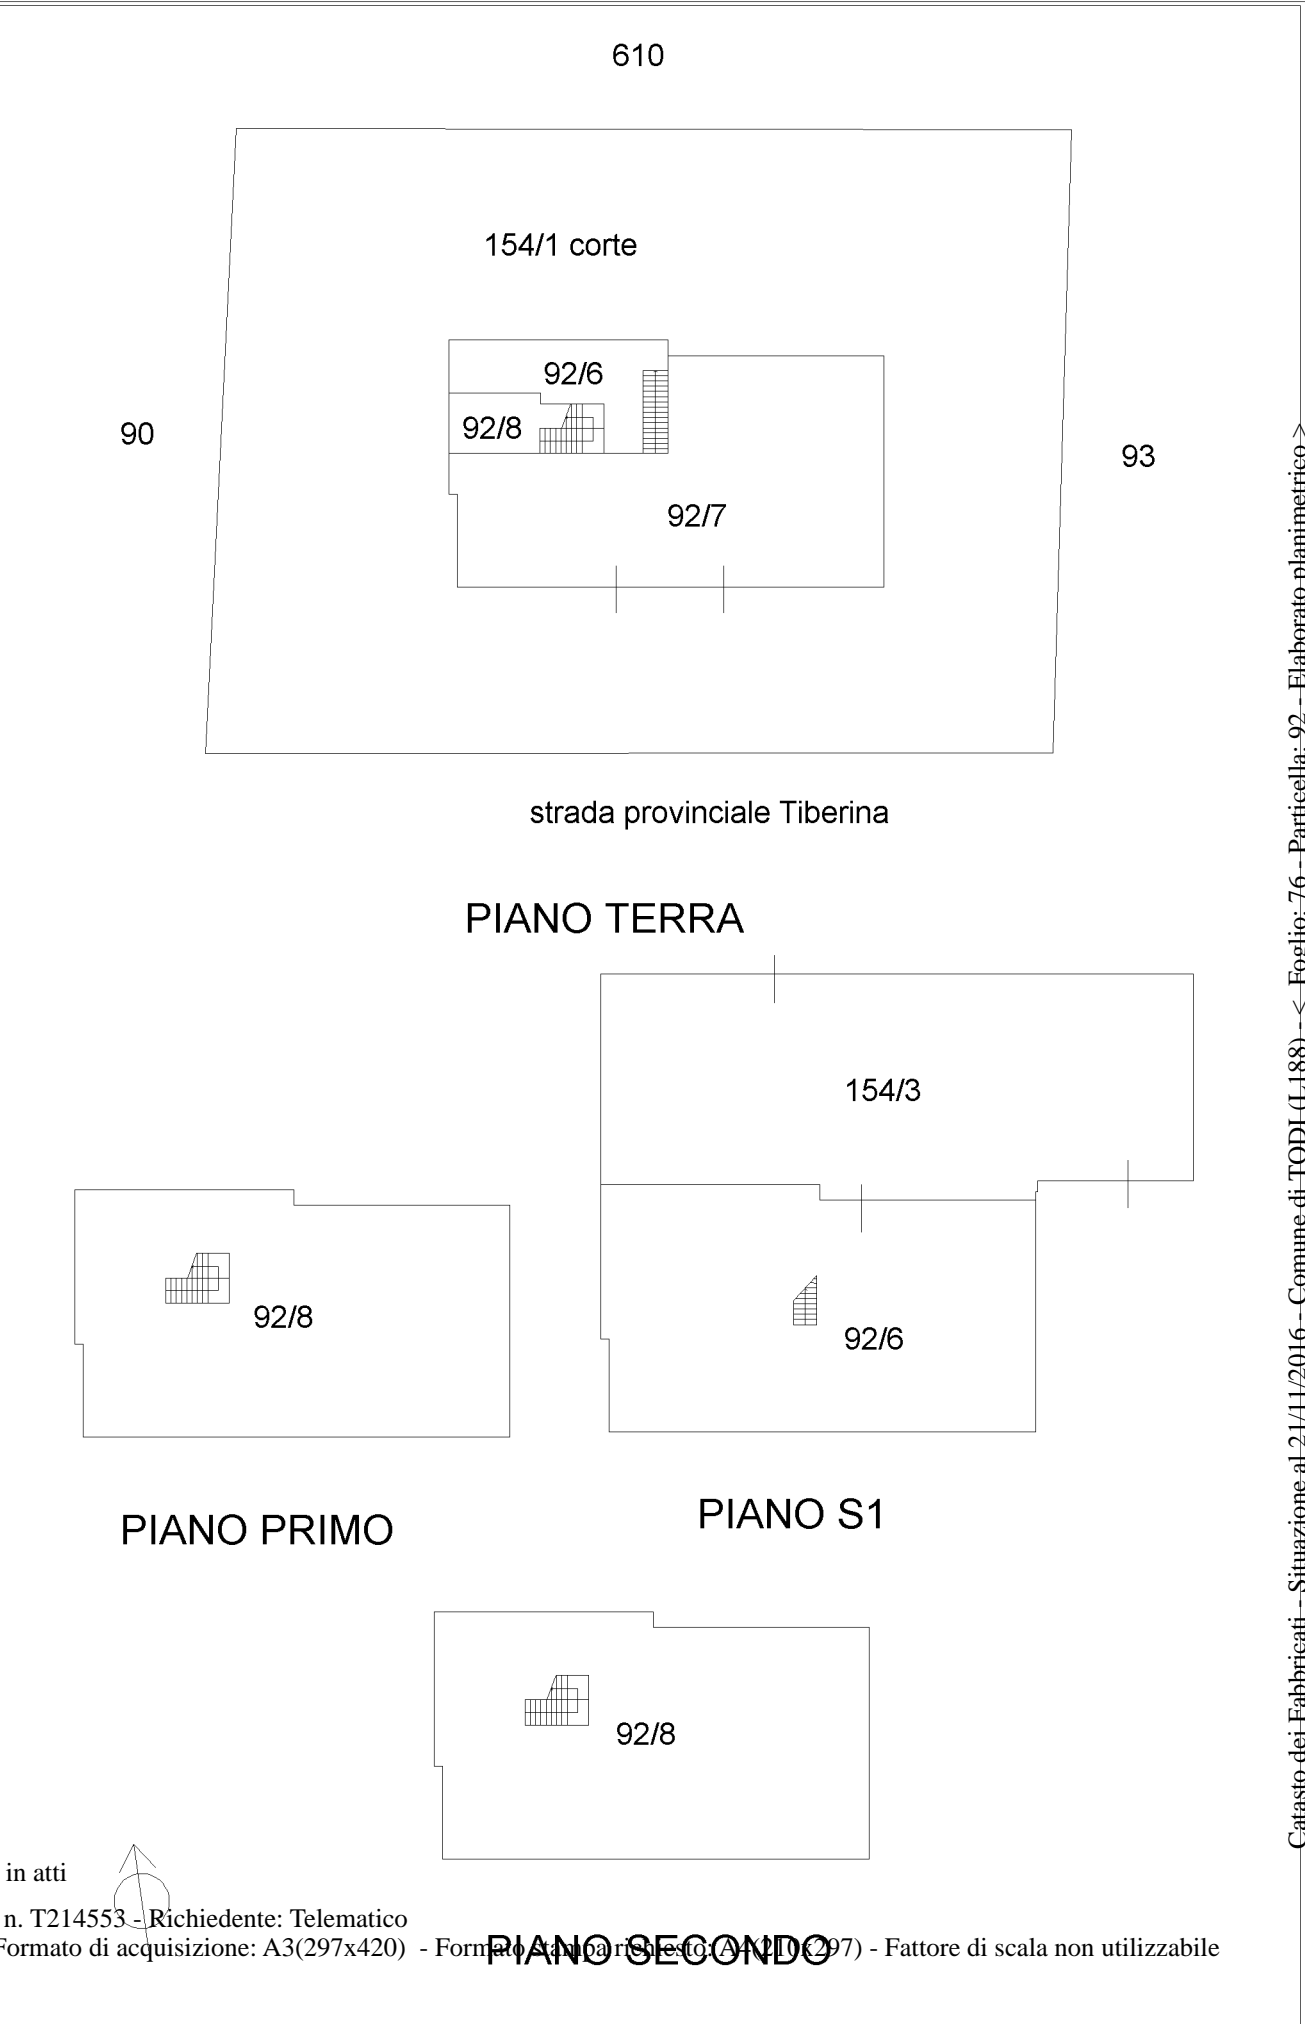 610
154/1 corte
92/6
92/8
90
93
92/7
strada provinciale Tiberina
PIANO TERRA
154/3
92/8
92/6
PIANO PRIMO
PIANO S1
92/8
in atti
n. T214553 - Richiedente: Telematico
Formato di acquisizione: A3(297x420) - Formato stampa richiesto: A4(210x297) - Fattore di scala non utilizzabile
PIANO SECONDO
Catasto dei Fabbricati - Situazione al 21/11/2016 - Comune di TODI (L188) - < Foglio: 76 - Particella: 92 - Elaborato planimetrico >